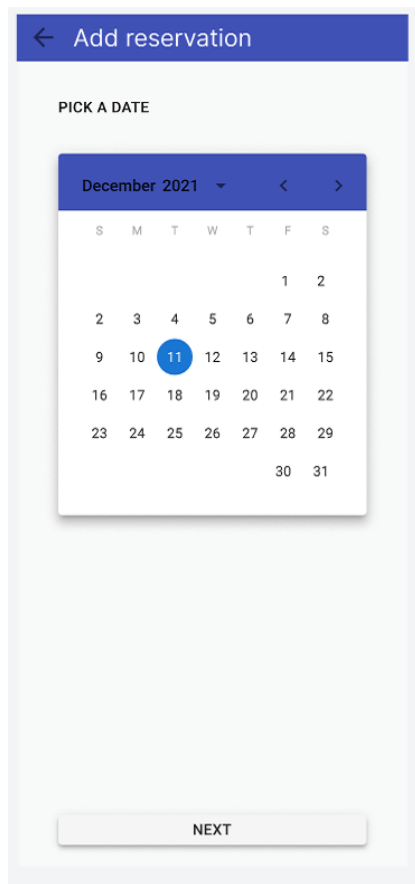 Add reservation
PICK A DATE
December 2021
S M T W T F S
1 2
2 3 4 5 6 7 8
9 10 11 12 13 14 15
16 17 18 19 20 21 22
23 24 25 26 27 28 29
30 31
NEXT